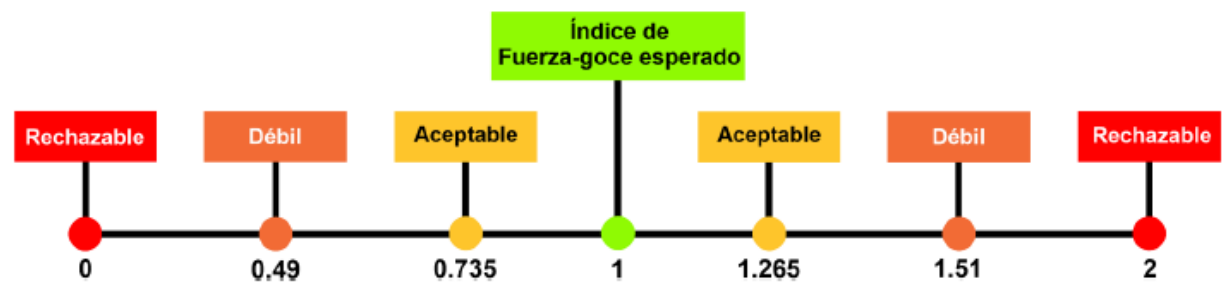 Índice de
Fuerza-goce esperado
Rechazable
Débil
Aceptable
Aceptable
Débil
Rechazable
0
0.49
0.735
1
1.265
1.51
2